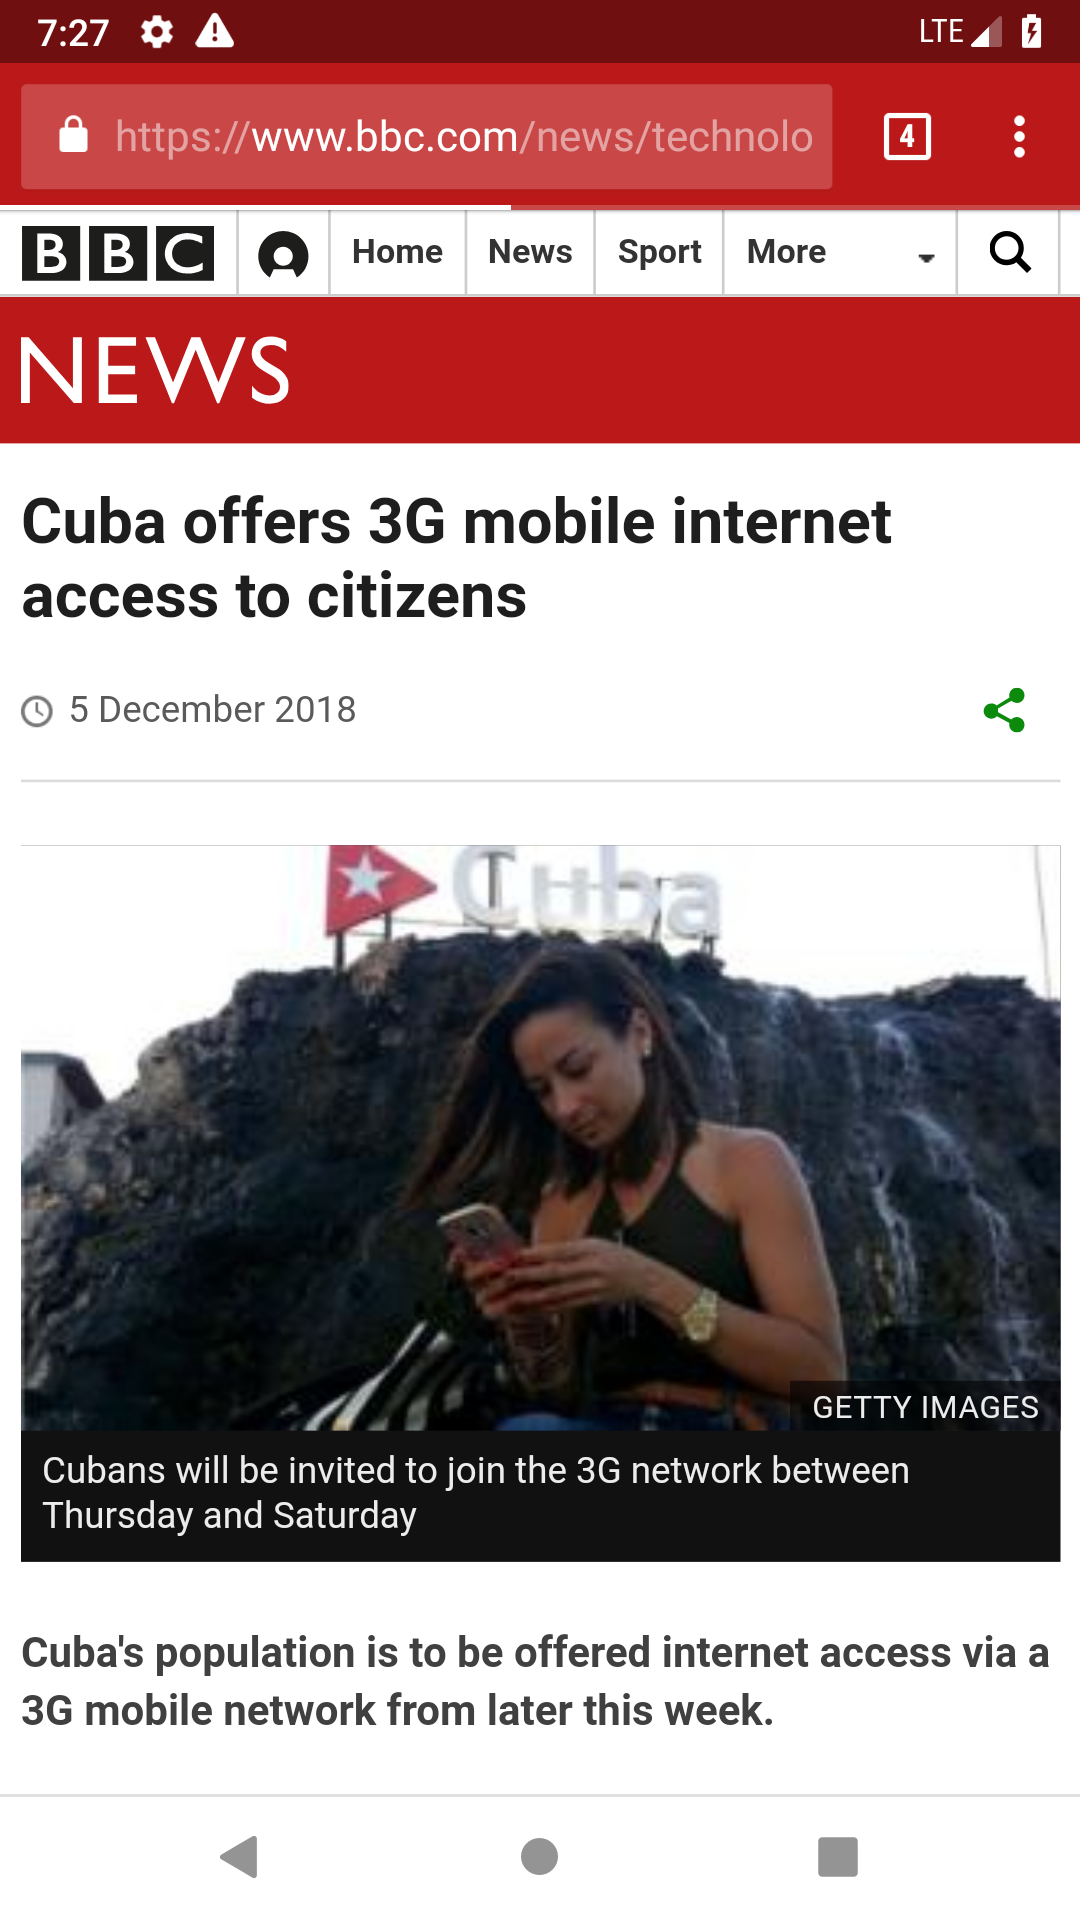 7:27 LTE
https://www.bbc.com/news/technolo 4
BBC Home News Sport More
NEWS
Cuba offers 3G mobile internet
access to citizens
5 December 2018
Cuba
GETTY IMAGES
Cubans will be invited to join the 3G network between
Thursday and Saturday
Cuba's population is to be offered internet access via a
3G mobile network from later this week.